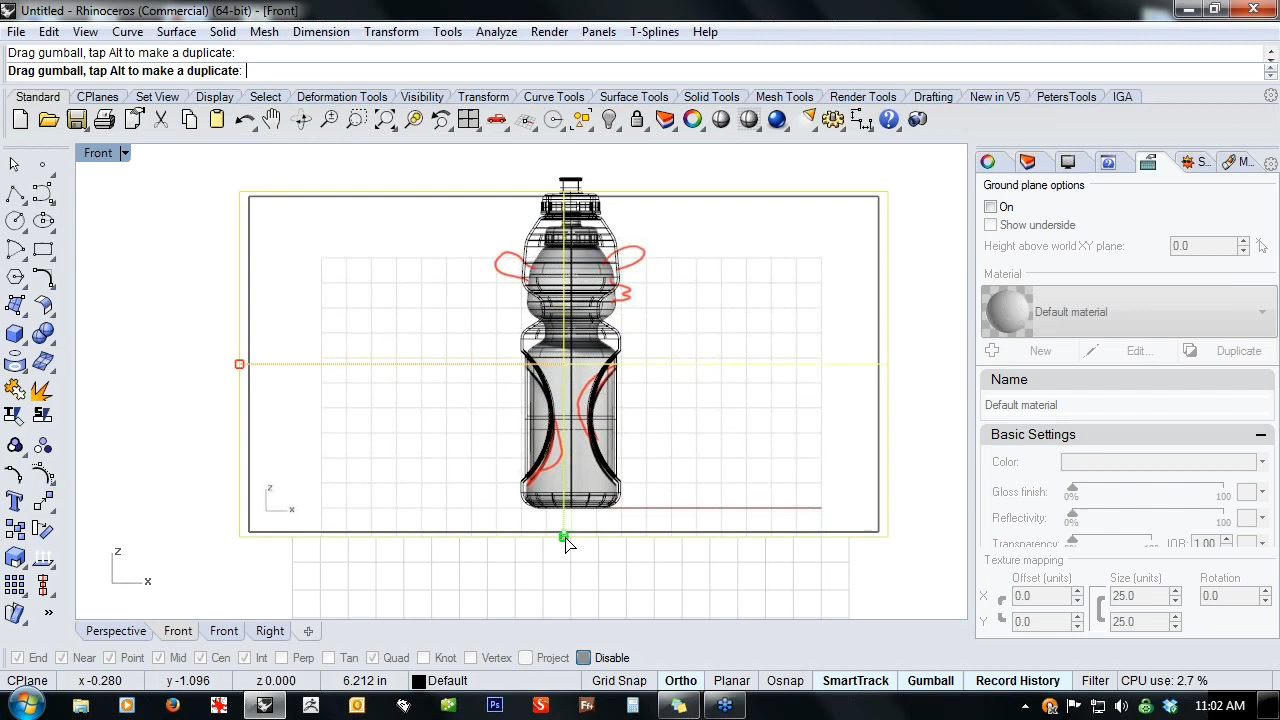 Untitled - Rhinoceros (Commercial) (64-bit) - [Front]
File Edit View Curve Surface Solid Mesh Dimension Transform Tools Analyze Render Panels T-Splines Help
Drag gumball, tap Alt to make a duplicate:
Drag gumball, tap Alt to make a duplicate:
Standard CPlanes Set View Display Select Deformation Tools Visibility Transform Curve Tools Surface Tools Solid Tools Mesh Tools Render Tools Drafting New in V5 PetersTools IGA
Front
S... M...
Ground plane options
On
Show underside
Height above world XY plane: 0.0
Material
Default material
New Edit... Duplicate
Name
Default material
Basic Settings
Color:
Gloss finish: 0% 100
Reflectivity: 0% 100
Transparency: 0% 100 IOR: 1.00
Texture mapping
Offset (units) Size (units) Rotation
X 0.0 25.0 0.0
Y 0.0 25.0
z
x
z
x
Perspective Front Front Right
End Near Point Mid Cen Int Perp Tan Quad Knot Vertex Project Disable
CPlane x -0.280 y -1.096 z 0.000 6.212 in Default Grid Snap Ortho Planar Osnap SmartTrack Gumball Record History Filter CPU use: 2.7 %
Ps
11:02 AM